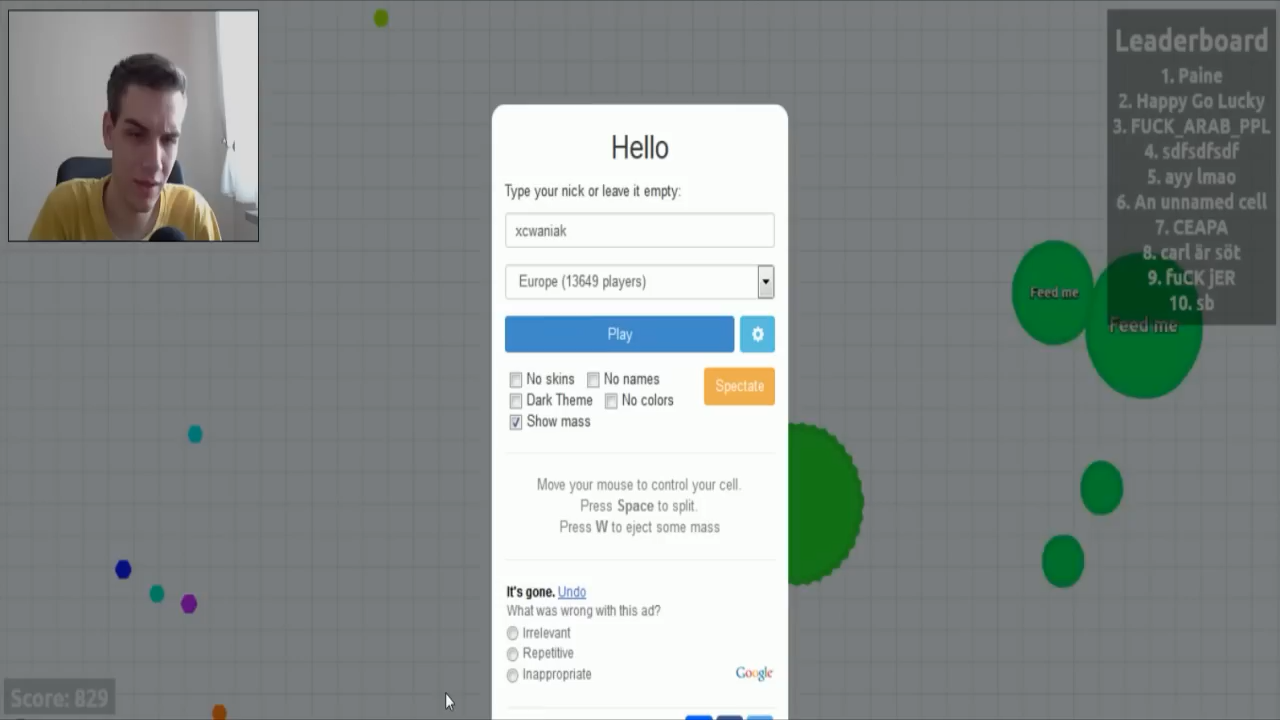 Leaderboard
1. Paine
2. Happy Go Lucky
3. FUCK_ARAB_PPL
4. sdfsdfsdf
5. ayy lmao
6. An unnamed cell
7. CEAPA
8. carl är söt
9. fuCK jER
10. sb
Hello
Type your nick or leave it empty:
xcwaniak
Europe (13649 players)
Play
No skins No names
Spectate
Dark Theme No colors
Show mass
Move your mouse to control your cell.
Press Space to split.
Press W to eject some mass
It's gone. Undo
What was wrong with this ad?
Irrelevant
Repetitive
Inappropriate
Google
Feed me
Feed me
Score: 829